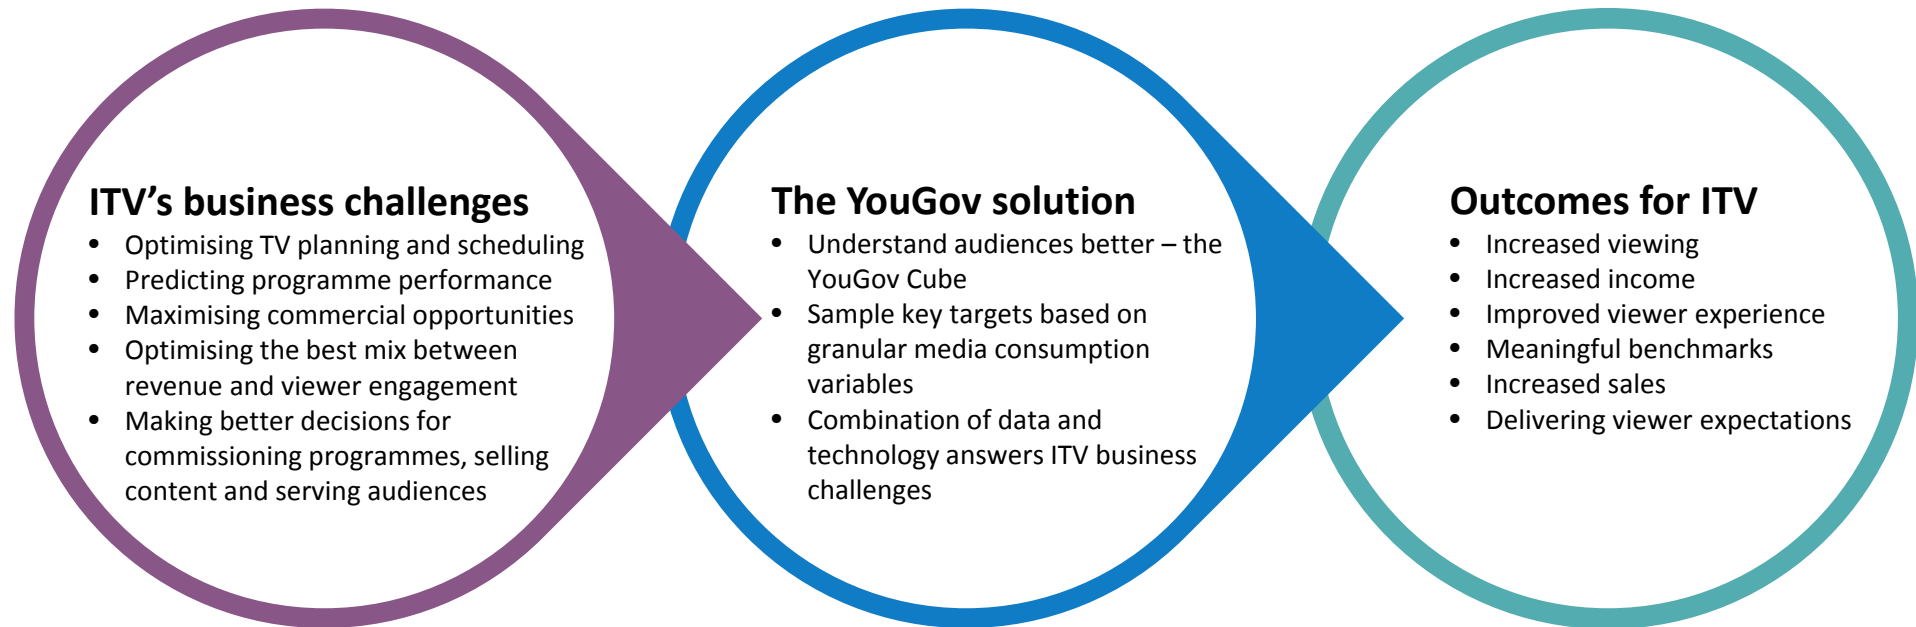 ITV’s business challenges
• Optimising TV planning and scheduling
• Predicting programme performance
• Maximising commercial opportunities
• Optimising the best mix between
revenue and viewer engagement
• Making better decisions for
commissioning programmes, selling
content and serving audiences
The YouGov solution
• Understand audiences better – the
YouGov Cube
• Sample key targets based on
granular media consumption
variables
• Combination of data and
technology answers ITV business
challenges
Outcomes for ITV
• Increased viewing
• Increased income
• Improved viewer experience
• Meaningful benchmarks
• Increased sales
• Delivering viewer expectations